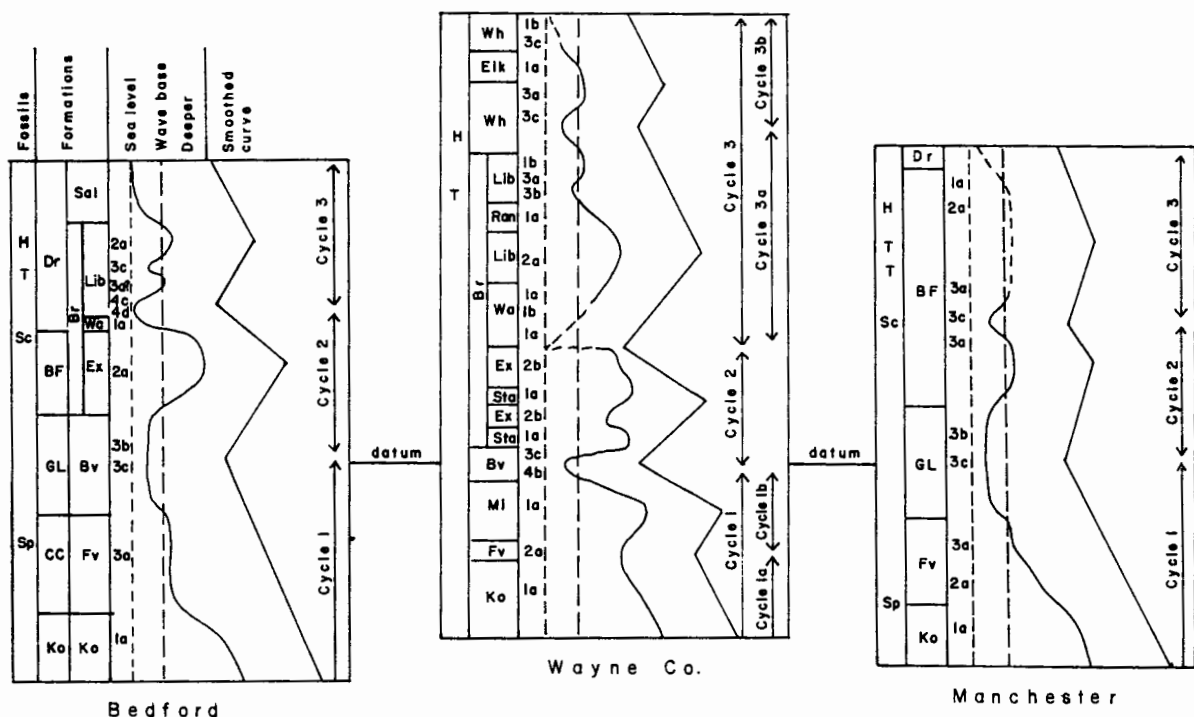 Fossils
Formations
Sea level
Wave base
Deeper
Smoothed curve
H
T
Sc
Sp
Dr
BF
GL
CC
Ko
Sal
Br
Lib
Wa
Ex
Bv
Fv
Ko
2a
3c
4c
4d
1a
2a
3b
3c
3a
1a
Cycle 3
Cycle 2
Cycle 1
Bedford
datum
H
T
Wh
Elk
Wh
Br
Lib
Ran
Lib
Wa
Ex
Sta
Ex
Sta
Bv
Ml
Fv
Ko
1b
3c
1a
3a
3c
1b
3a
3b
1a
2a
1a
1b
1a
2b
1a
2b
1a
3c
4b
1a
2a
1a
Cycle 3
Cycle 2
Cycle 1
Cycle 3b
Cycle 3a
Cycle 1b
Cycle 1a
Wayne Co.
datum
H
T
T
Sc
Sp
Dr
BF
GL
Fv
Ko
1a
2a
3a
3c
3a
3b
3c
3a
2a
1a
Cycle 3
Cycle 2
Cycle 1
Manchester